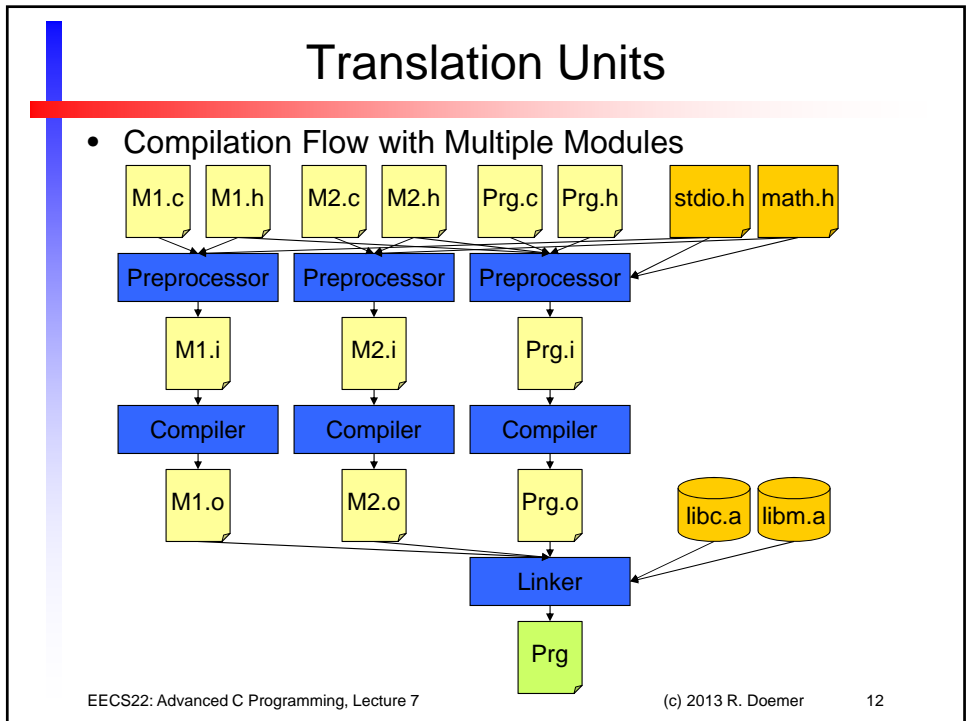 Translation Units
• Compilation Flow with Multiple Modules
M1.c M1.h M2.c M2.h Prg.c Prg.h stdio.h math.h
Preprocessor Preprocessor Preprocessor
M1.i M2.i Prg.i
Compiler Compiler Compiler
M1.o M2.o Prg.o libc.a libm.a
Linker
Prg
EECS22: Advanced C Programming, Lecture 7 (c) 2013 R. Doemer 12